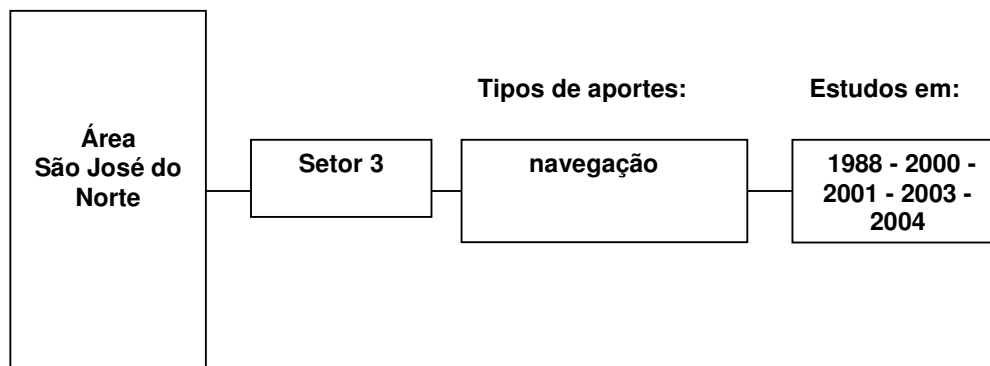 Tipos de aportes:
Estudos em:
Área
São José do
Norte
Setor 3
navegação
1988 - 2000 -
2001 - 2003 -
2004